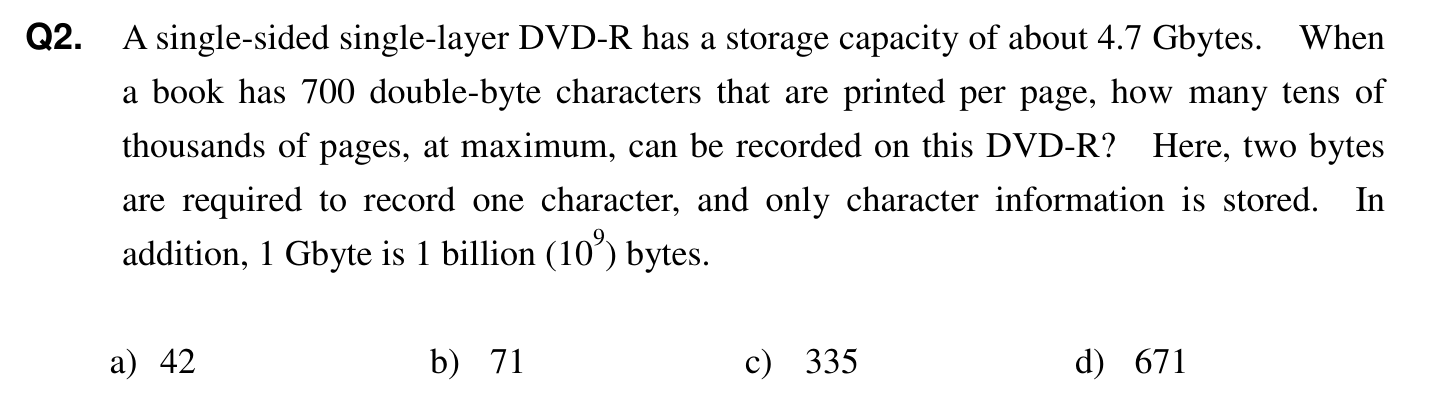 Q2. A single-sided single-layer DVD-R has a storage capacity of about 4.7 Gbytes. When
a book has 700 double-byte characters that are printed per page, how many tens of
thousands of pages, at maximum, can be recorded on this DVD-R? Here, two bytes
are required to record one character, and only character information is stored. In
addition, 1 Gbyte is 1 billion (10⁹) bytes.
a) 42 b) 71 c) 335 d) 671